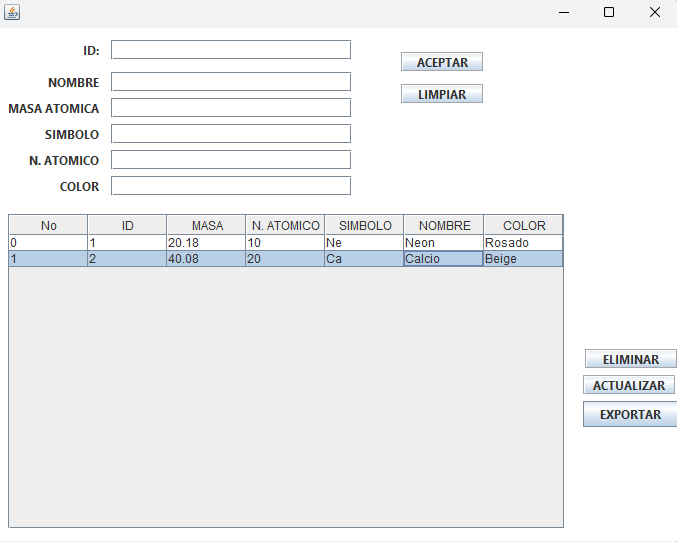 ID:
ACEPTAR
NOMBRE
LIMPIAR
MASA ATOMICA
SIMBOLO
N. ATOMICO
COLOR
No ID MASA N. ATOMICO SIMBOLO NOMBRE COLOR
0 1 20.18 10 Ne Neon Rosado
1 2 40.08 20 Ca Calcio Beige
ELIMINAR
ACTUALIZAR
EXPORTAR